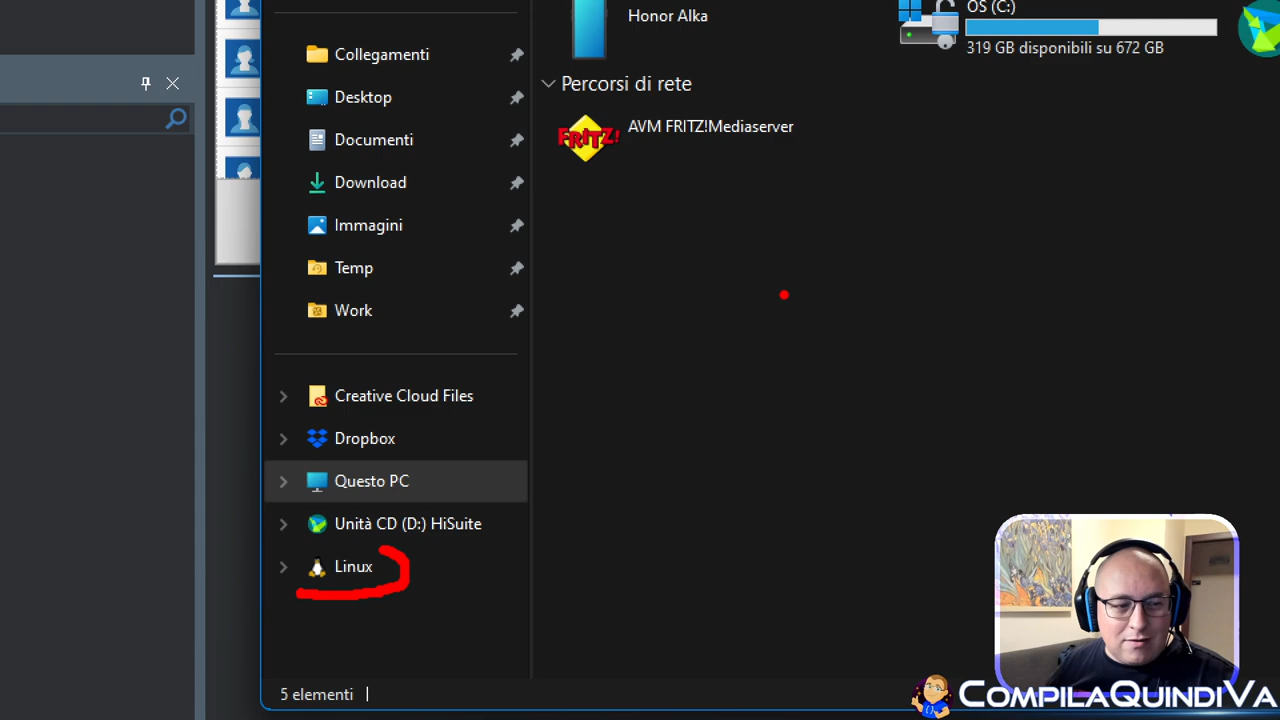 Honor Alka
OS (C:)
319 GB disponibili su 672 GB
Collegamenti
Percorsi di rete
Desktop
AVM FRITZ!Mediaserver
FRITZ!
Documenti
Download
Immagini
Temp
Work
Creative Cloud Files
Dropbox
Questo PC
Unità CD (D:) HiSuite
Linux
5 elementi
COMPILAQUINDIVA